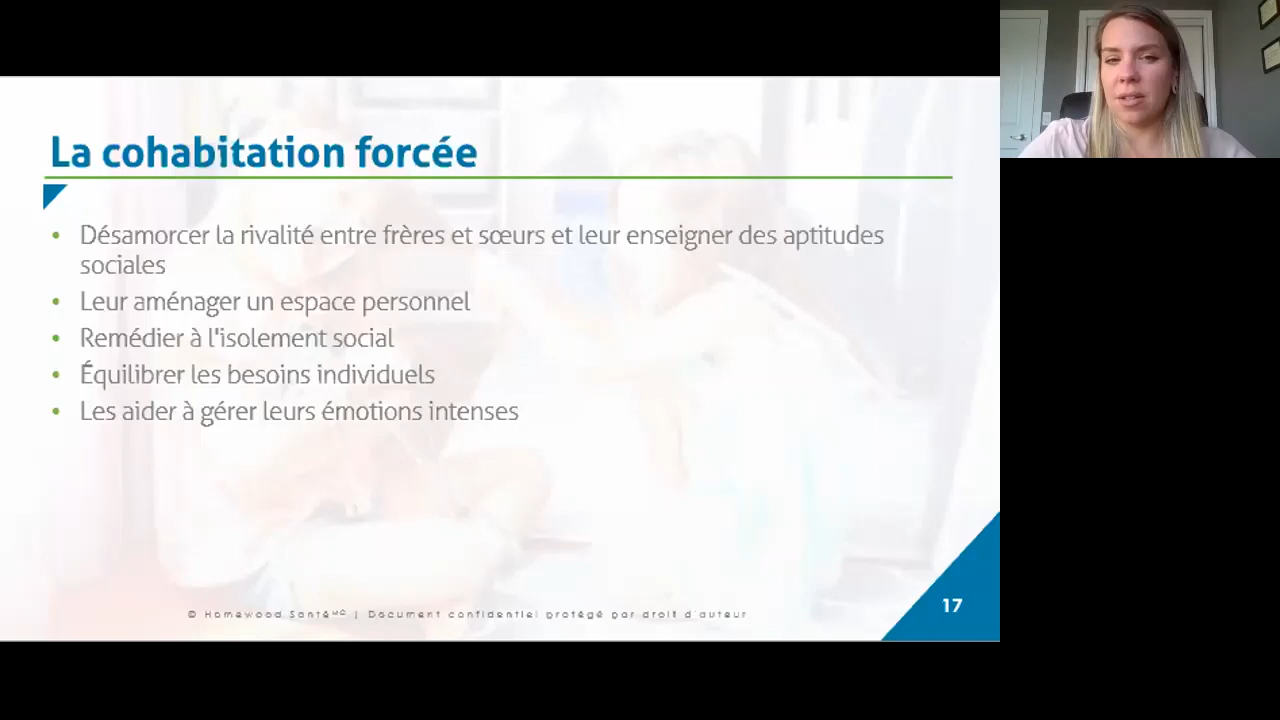 La cohabitation forcée
• Désamorcer la rivalité entre frères et sœurs et leur enseigner des aptitudes
sociales
• Leur aménager un espace personnel
• Remédier à l'isolement social
• Équilibrer les besoins individuels
• Les aider à gérer leurs émotions intenses
© Homewood Santéᴹᶜ | Document confidentiel protégé par droit d'auteur
17